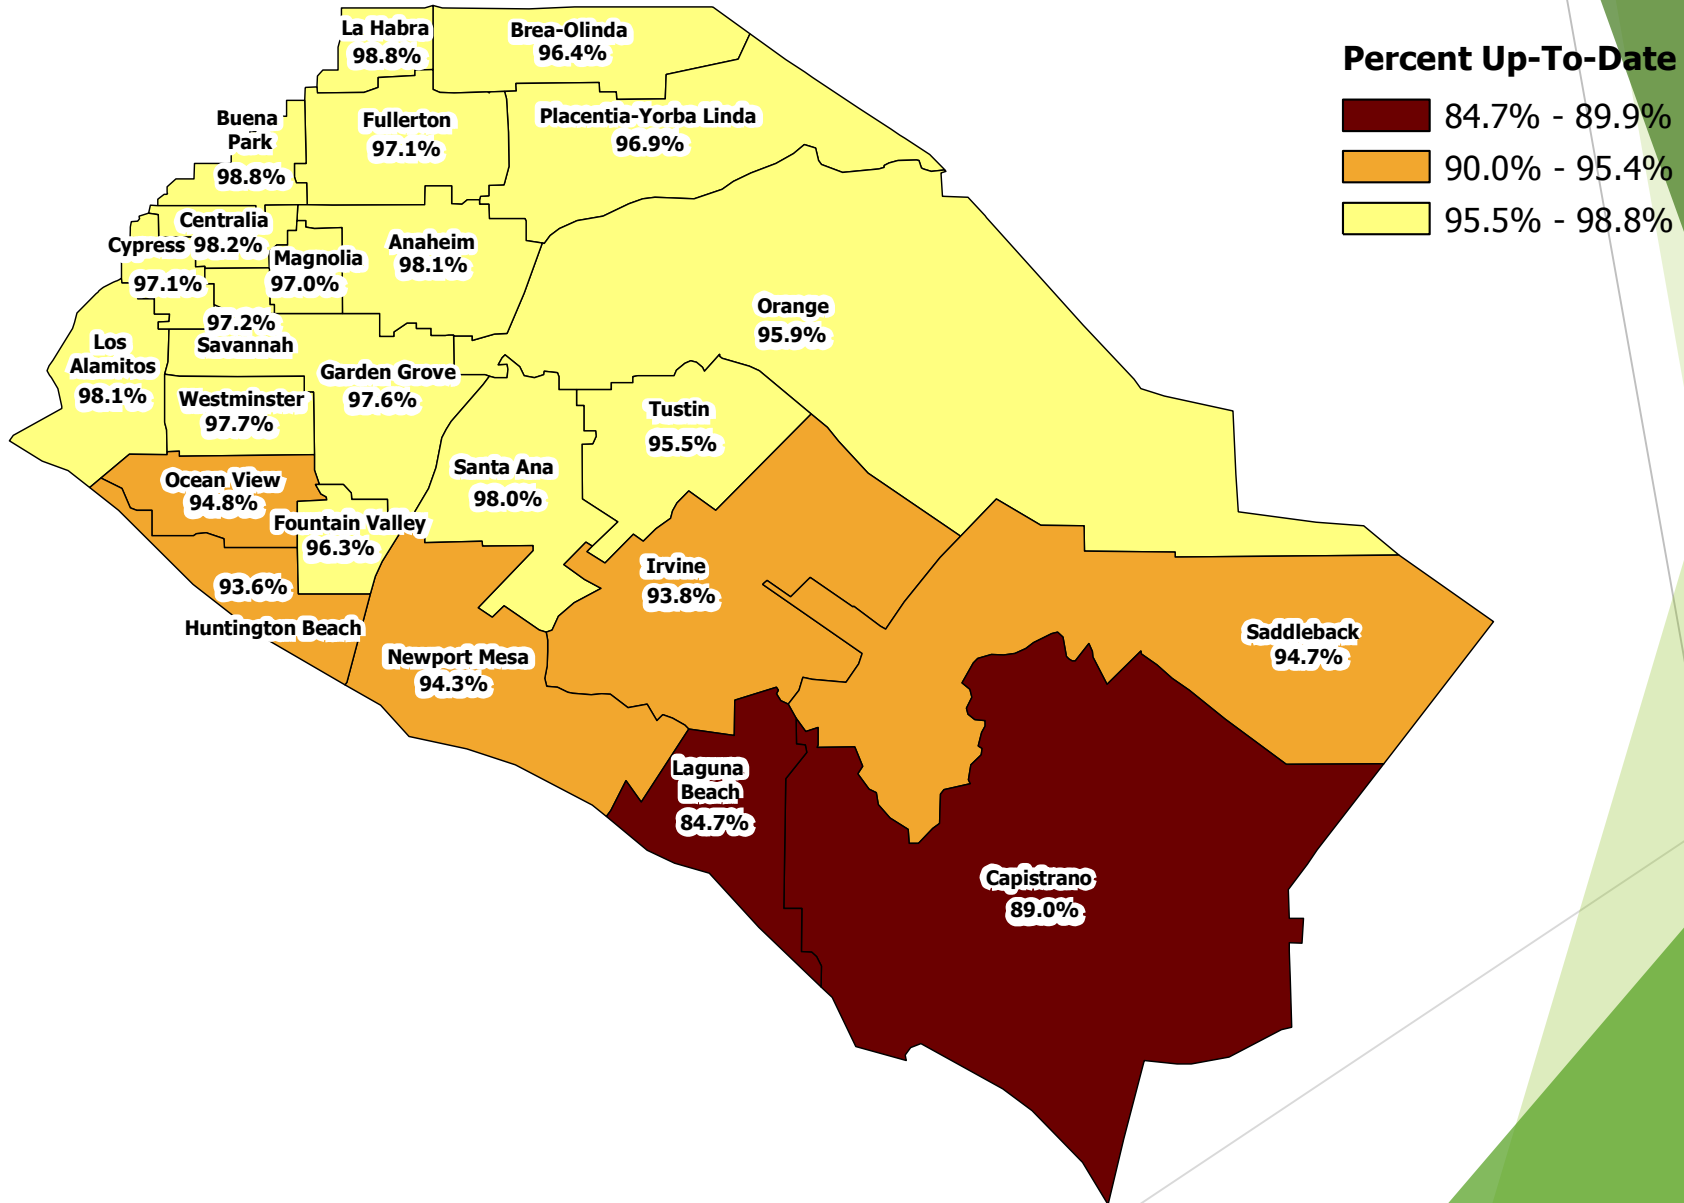 La Habra
98.8%
Brea-Olinda
96.4%
Percent Up-To-Date
84.7% - 89.9%
90.0% - 95.4%
95.5% - 98.8%
Buena
Park
98.8%
Fullerton
97.1%
Placentia-Yorba Linda
96.9%
Centralia
98.2%
Cypress
97.1%
Magnolia
97.0%
Anaheim
98.1%
97.2%
Savannah
Orange
95.9%
Los
Alamitos
98.1%
Garden Grove
97.6%
Westminster
97.7%
Tustin
95.5%
Santa Ana
98.0%
Ocean View
94.8%
Fountain Valley
96.3%
93.6%
Huntington Beach
Irvine
93.8%
Newport Mesa
94.3%
Saddleback
94.7%
Laguna
Beach
84.7%
Capistrano
89.0%